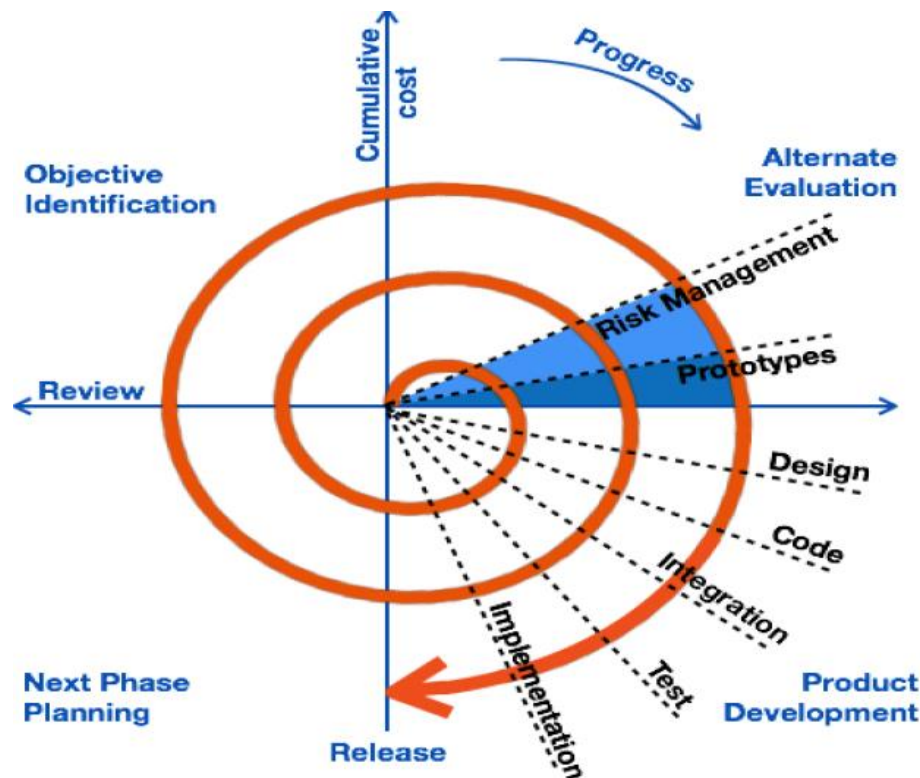 Cumulative
cost
Progress
Objective
Identification
Alternate
Evaluation
Risk Management
Prototypes
Review
Design
Code
Integration
Test
Implementation
Next Phase
Planning
Product
Development
Release